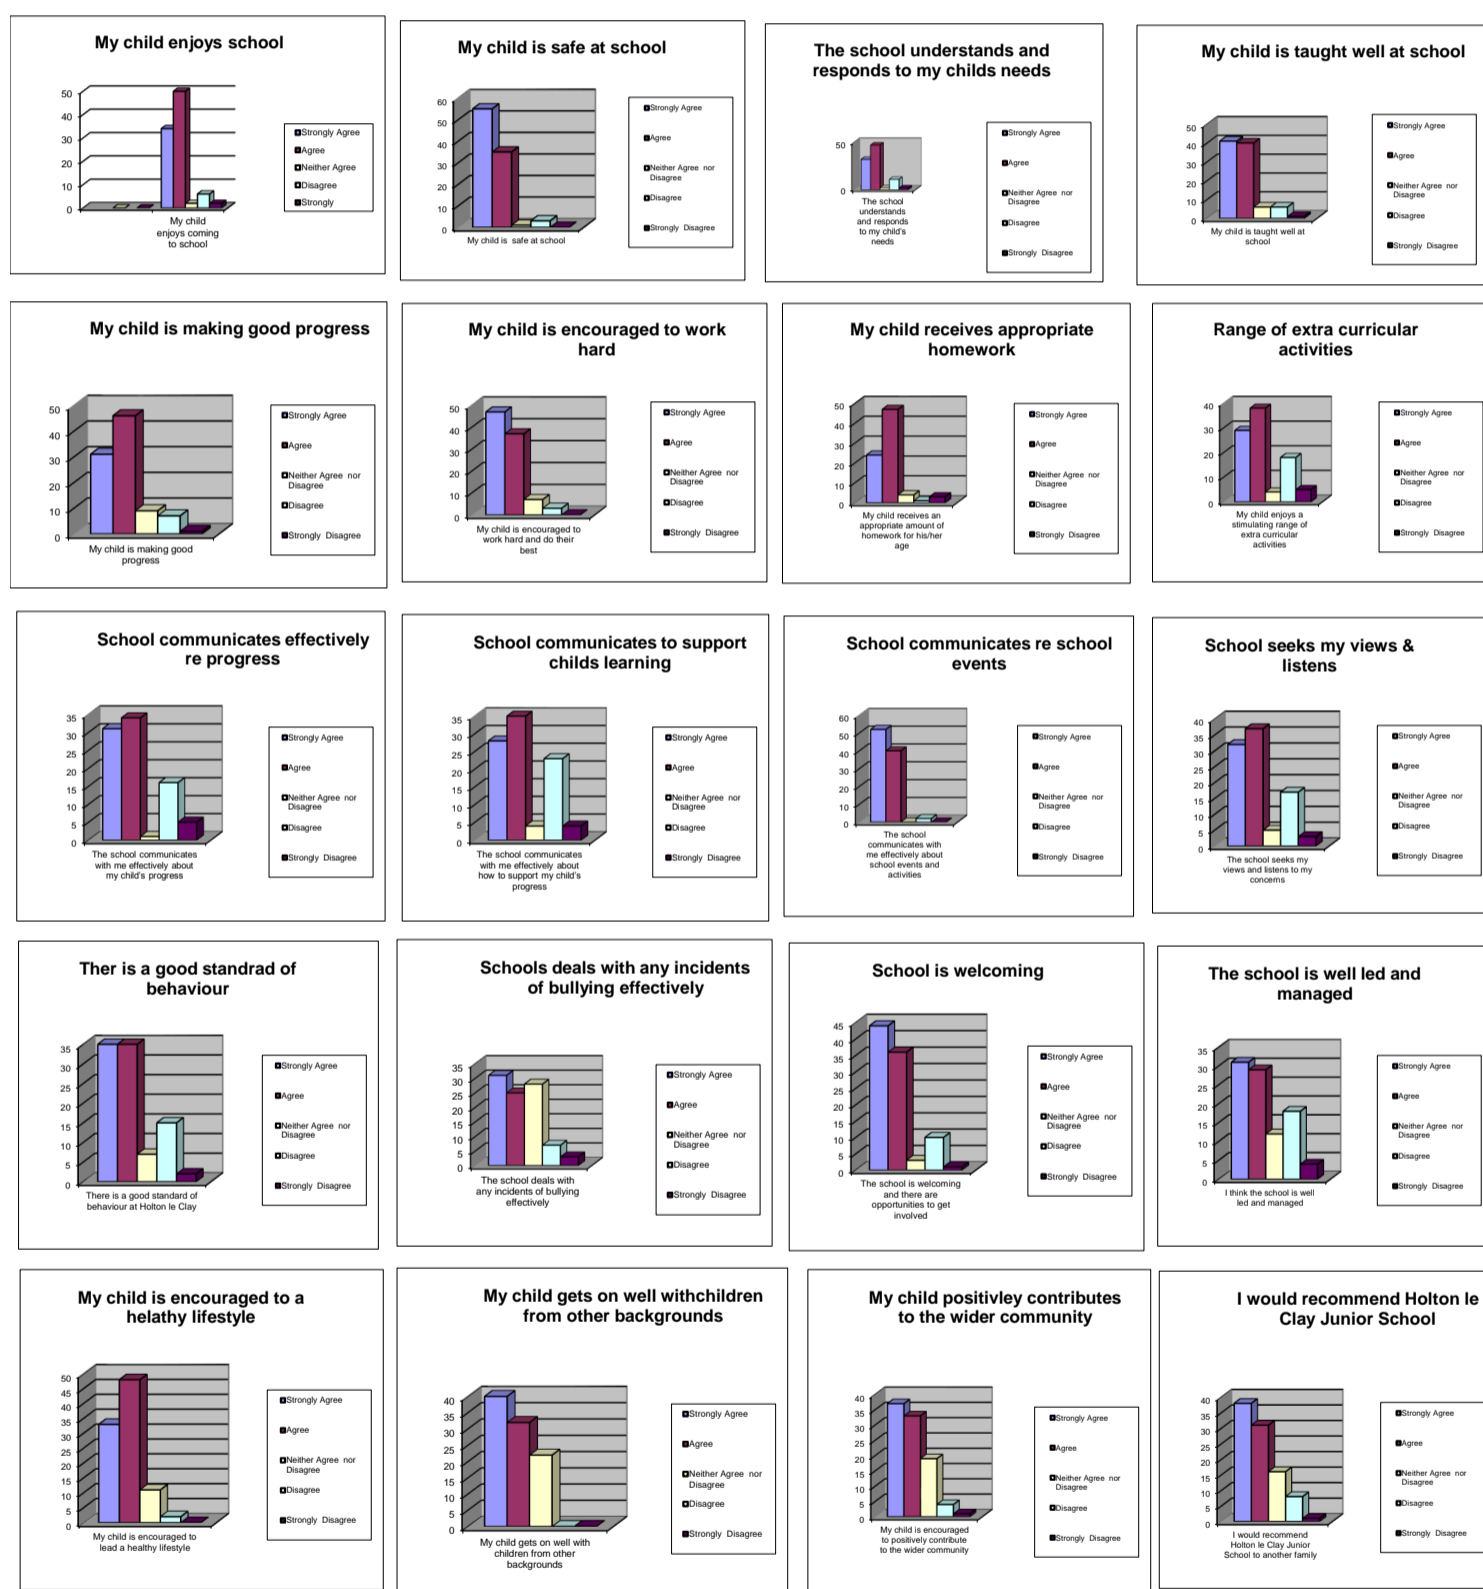 My child enjoys school
50
40
30
20
10
0
My child
enjoys coming
to school
Strongly Agree
Agree
Neither Agree
Disagree
Strongly
My child is safe at school
60
50
40
30
20
10
0
My child is safe at school
Strongly Agree
Agree
Neither Agree nor
Disagree
Disagree
Strongly Disagree
The school understands and
responds to my childs needs
50
0
The school
understands
and responds
to my child's
needs
Strongly Agree
Agree
Neither Agree nor
Disagree
Disagree
Strongly Disagree
My child is taught well at school
50
40
30
20
10
0
My child is taught well at
school
Strongly Agree
Agree
Neither Agree nor
Disagree
Disagree
Strongly Disagree
My child is making good progress
50
40
30
20
10
0
My child is making good
progress
Strongly Agree
Agree
Neither Agree nor
Disagree
Disagree
Strongly Disagree
My child is encouraged to work
hard
50
40
30
20
10
0
My child is encouraged to
work hard and do their
best
Strongly Agree
Agree
Neither Agree nor
Disagree
Disagree
Strongly Disagree
My child receives appropriate
homework
50
40
30
20
10
0
My child receives an
appropriate amount of
homework for his/her
age
Strongly Agree
Agree
Neither Agree nor
Disagree
Disagree
Strongly Disagree
Range of extra curricular
activities
40
30
20
10
0
My child enjoys a
stimulating range of
extra curricular
activities
Strongly Agree
Agree
Neither Agree nor
Disagree
Disagree
Strongly Disagree
School communicates effectively
re progress
35
30
25
20
15
10
5
0
The school communicates
with me effectively about
my child's progress
Strongly Agree
Agree
Neither Agree nor
Disagree
Disagree
Strongly Disagree
School communicates to support
childs learning
35
30
25
20
15
10
5
0
The school communicates
with me effectively about
how to support my child's
progress
Strongly Agree
Agree
Neither Agree nor
Disagree
Disagree
Strongly Disagree
School communicates re school
events
60
50
40
30
20
10
0
The school
communicates with
me effectively about
school events and
activities
Strongly Agree
Agree
Neither Agree nor
Disagree
Disagree
Strongly Disagree
School seeks my views &
listens
40
35
30
25
20
15
10
5
0
The school seeks my
views and listens to my
concerns
Strongly Agree
Agree
Neither Agree nor
Disagree
Disagree
Strongly Disagree
Ther is a good standrad of
behaviour
35
30
25
20
15
10
5
0
There is a good standard of
behaviour at Holton le Clay
Strongly Agree
Agree
Neither Agree nor
Disagree
Disagree
Strongly Disagree
Schools deals with any incidents
of bullying effectively
35
30
25
20
15
10
5
0
The school deals with
any incidents of bullying
effectively
Strongly Agree
Agree
Neither Agree nor
Disagree
Disagree
Strongly Disagree
School is welcoming
45
40
35
30
25
20
15
10
5
0
The school is welcoming
and there are
opportunities to get
involved
Strongly Agree
Agree
Neither Agree nor
Disagree
Disagree
Strongly Disagree
The school is well led and
managed
35
30
25
20
15
10
5
0
I think the school is well
led and managed
Strongly Agree
Agree
Neither Agree nor
Disagree
Disagree
Strongly Disagree
My child is encouraged to a
helathy lifestyle
50
45
40
35
30
25
20
15
10
5
0
My child is encouraged to
lead a healthy lifestyle
Strongly Agree
Agree
Neither Agree nor
Disagree
Disagree
Strongly Disagree
My child gets on well withchildren
from other backgrounds
40
35
30
25
20
15
10
5
0
My child gets on well with
children from other
backgrounds
Strongly Agree
Agree
Neither Agree nor
Disagree
Disagree
Strongly Disagree
My child positivley contributes
to the wider community
40
35
30
25
20
15
10
5
0
My child is encouraged
to positively contribute
to the wider community
Strongly Agree
Agree
Neither Agree nor
Disagree
Disagree
Strongly Disagree
I would recommend Holton le
Clay Junior School
40
35
30
25
20
15
10
5
0
I would recommend
Holton le Clay Junior
School to another family
Strongly Agree
Agree
Neither Agree nor
Disagree
Disagree
Strongly Disagree